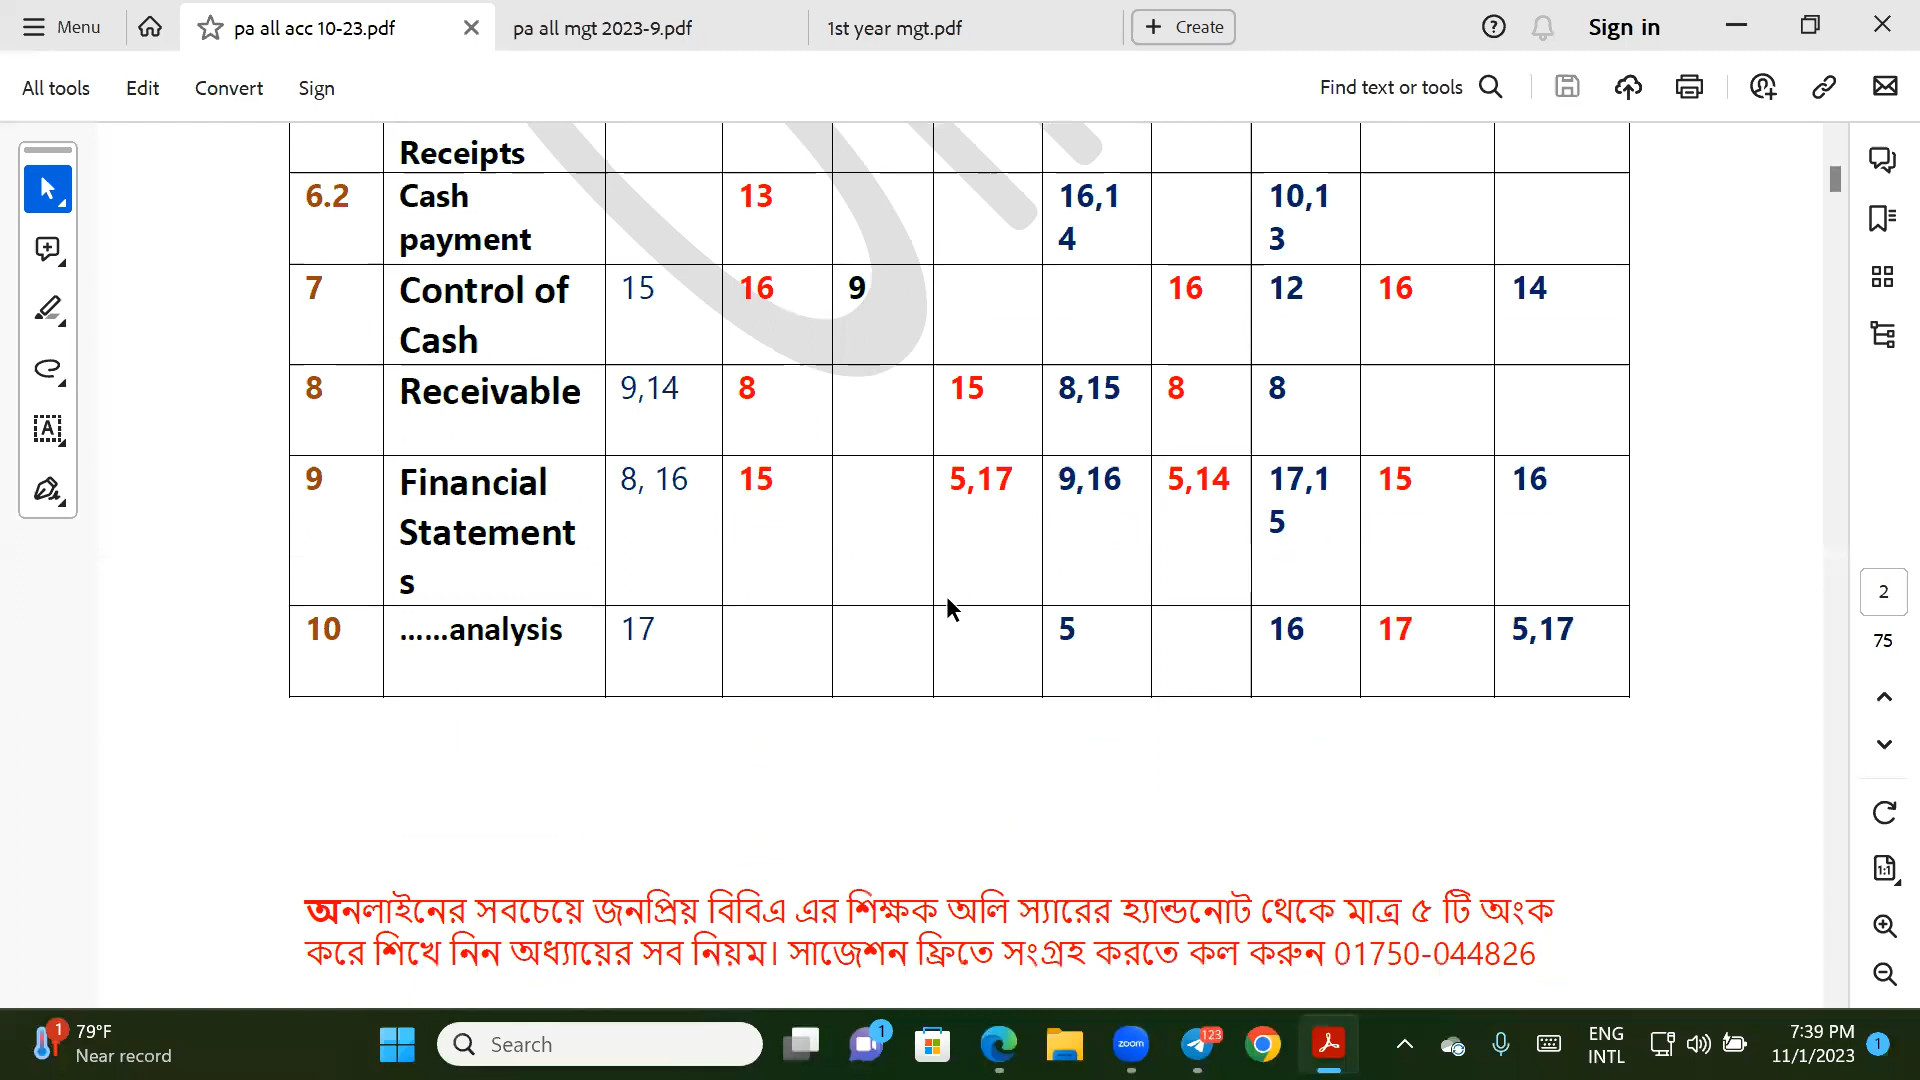 Menu
pa all acc 10-23.pdf
pa all mgt 2023-9.pdf
1st year mgt.pdf
+ Create
Sign in
All tools
Edit
Convert
Sign
Find text or tools
Receipts
6.2 Cash payment 13 16,14 10,13
7 Control of Cash 15 16 9 16 12 16 14
8 Receivable 9,14 8 15 8,15 8 8
9 Financial Statements 8, 16 15 5,17 9,16 5,14 17,15 15 16
10 ......analysis 17 5 16 17 5,17
2
75
অনলাইনের সবচেয়ে জনপ্রিয় বিবিএ এর শিক্ষক অলি স্যারের হ্যান্ডনোট থেকে মাত্র ৫ টি অংক
করে শিখে নিন অধ্যায়ের সব নিয়ম। সাজেশন ফ্রিতে সংগ্রহ করতে কল করুন 01750-044826
1
79°F
Near record
Search
1
zoom
123
ENG
INTL
7:39 PM
11/1/2023
1